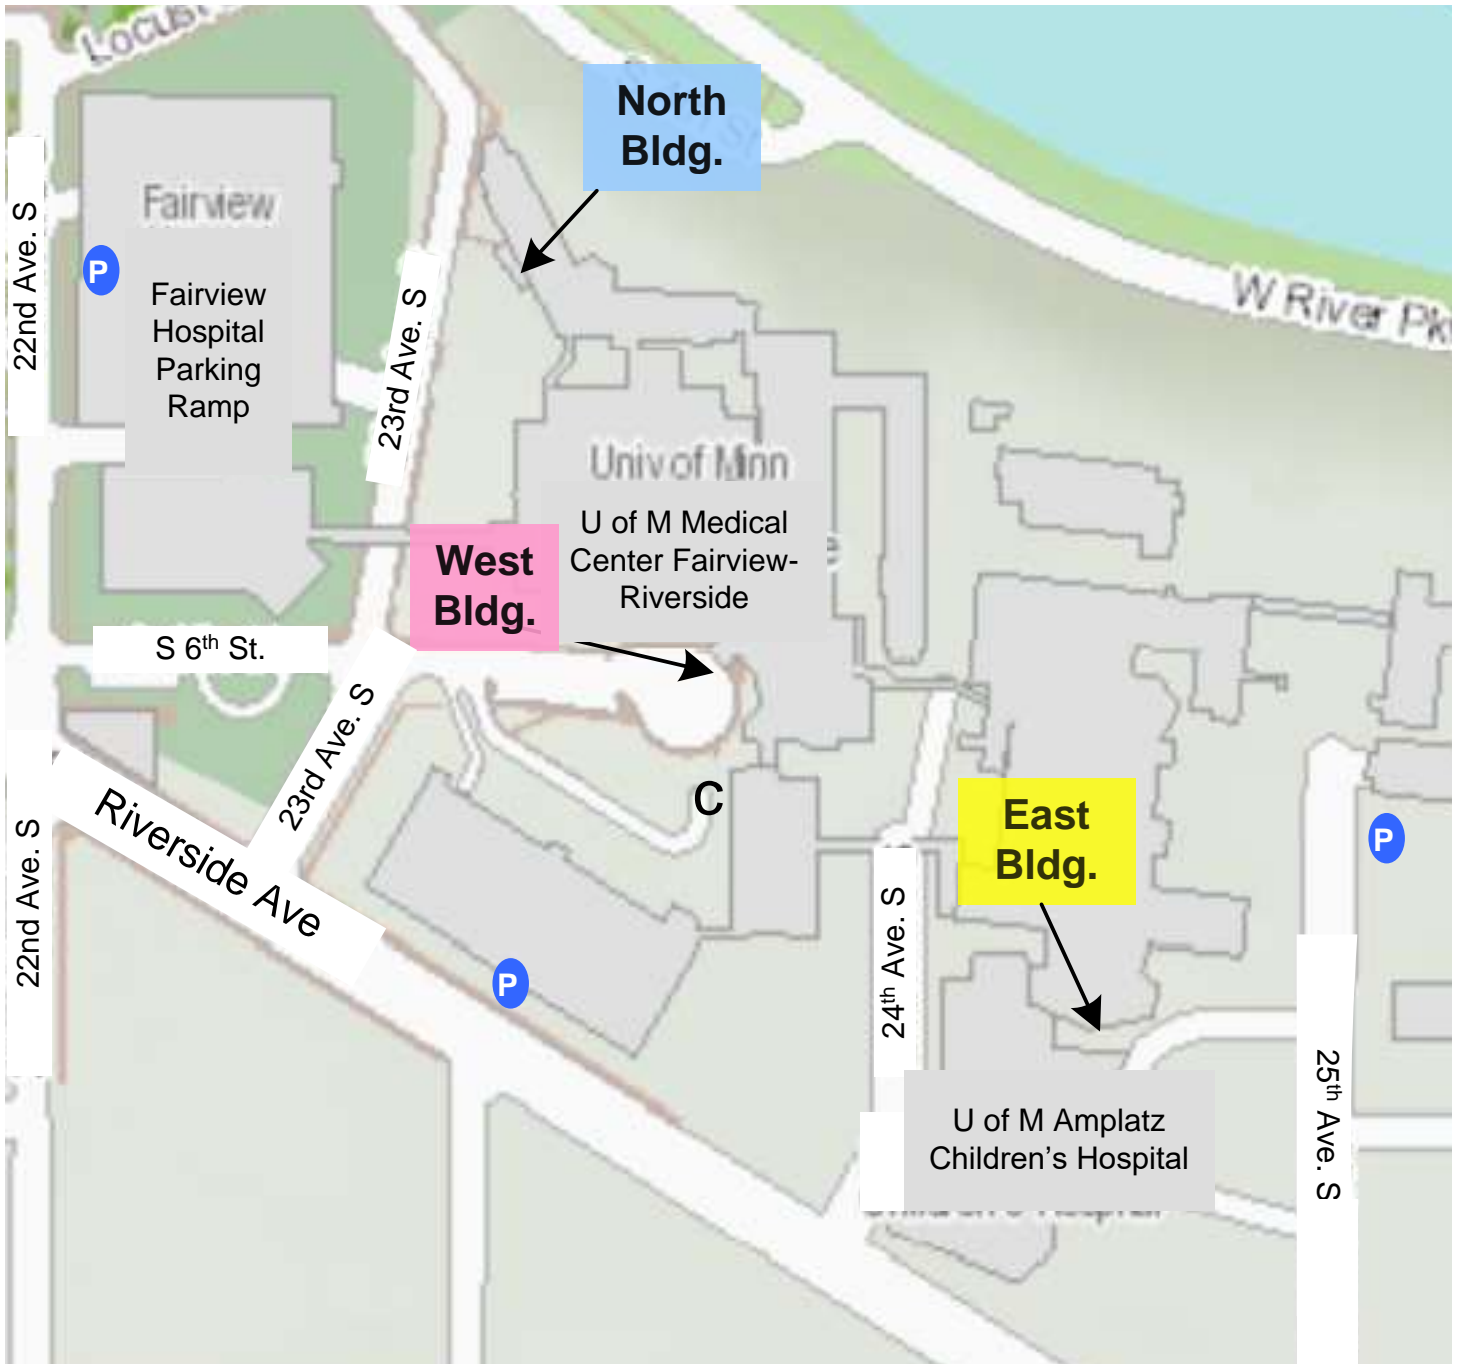 Locust
North
Bldg.
22nd Ave. S
Fairview
P
Fairview
Hospital
Parking
Ramp
23rd Ave. S
W River Pk
Univ of Minn
U of M Medical
Center Fairview-
Riverside
West
Bldg.
S 6th St.
23rd Ave. S
C
Riverside Ave
22nd Ave. S
East
Bldg.
P
24th Ave. S
P
25th Ave. S
U of M Amplatz
Children’s Hospital